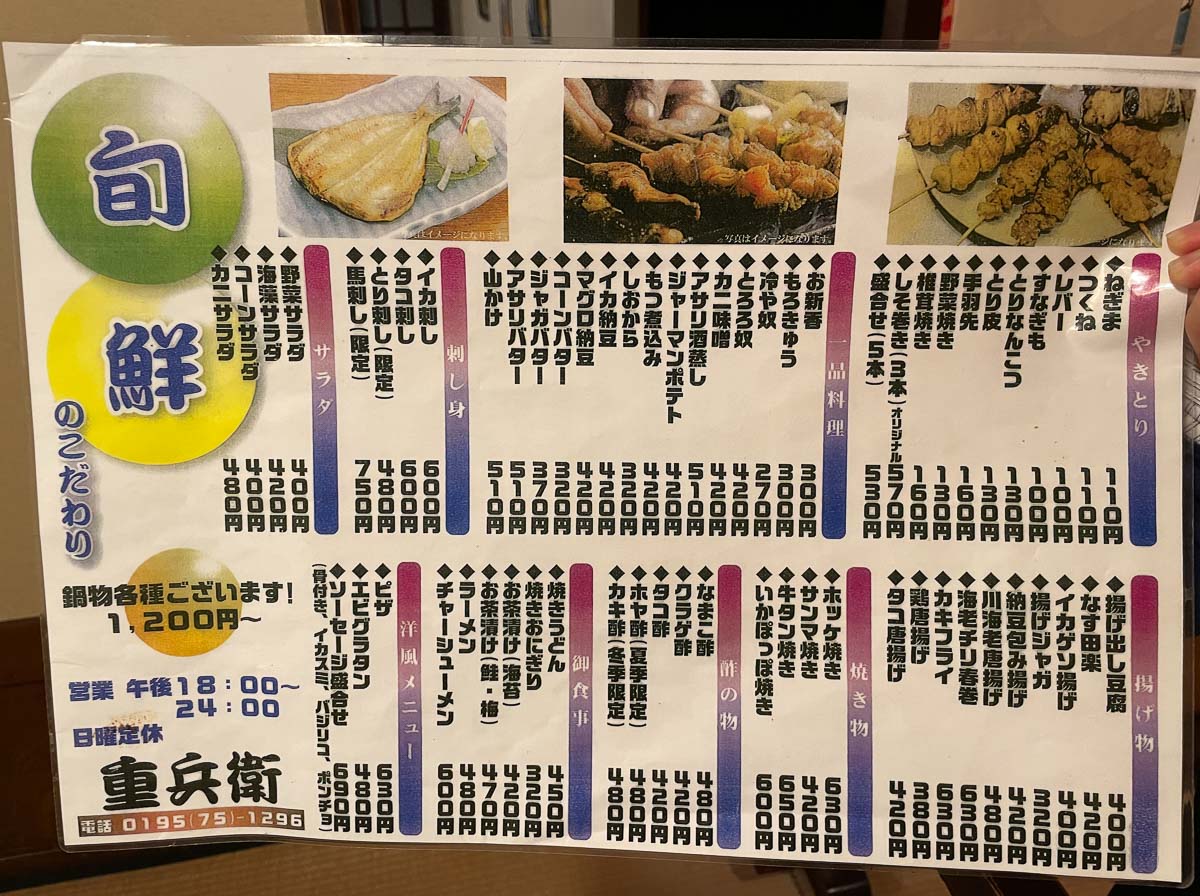 旬
鮮
のこだわり
写真はイメージになります。
やきとり
◆ねぎま 110円
◆つくね 110円
◆レバー 100円
◆すなぎも 100円
◆とりなんこつ 130円
◆とり皮 130円
◆手羽先 160円
◆野菜焼き 130円
◆椎茸焼き 160円
◆しそ巻き(3本)オリジナル 570円
◆盛合せ(5本) 530円
一品料理
◆お新香 300円
◆もろきゅう 300円
◆冷や奴 270円
◆とろろ奴 420円
◆カニ味噌 420円
◆アサリ酒蒸し 510円
◆ジャーマンポテト 420円
◆もつ煮込み 420円
◆しおから 320円
◆イカ納豆 420円
◆マグロ納豆 420円
◆コーンバター 320円
◆ジャガバター 370円
◆アサリバター 510円
◆山かけ 510円
刺し身
◆イカ刺し 600円
◆タコ刺し 600円
◆とり刺し(限定) 480円
◆馬刺し(限定) 750円
サラダ
◆野菜サラダ 400円
◆海藻サラダ 420円
◆コーンサラダ 400円
◆カニサラダ 480円
揚げ物
◆揚げ出し豆腐 400円
◆なす田楽 420円
◆イカゲソ揚げ 400円
◆揚げジャガ 320円
◆納豆包み揚げ 420円
◆川海老唐揚げ 480円
◆海老チリ春巻 630円
◆カキフライ 630円
◆鶏唐揚げ 380円
◆タコ唐揚げ 420円
焼き物
◆ホッケ焼き 630円
◆サンマ焼き 420円
◆牛タン焼き 650円
◆いかぽっぽ焼き 600円
酢の物
◆なまこ酢 480円
◆クラゲ酢 420円
◆タコ酢 420円
◆ホヤ酢(夏季限定) 480円
◆カキ酢(冬季限定) 480円
御食事
◆焼きうどん 450円
◆焼きおにぎり 320円
◆お茶漬け(海苔) 420円
◆お茶漬け(鮭・梅) 470円
◆ラーメン 480円
◆チャーシューメン 600円
洋風メニュー
◆ピザ 630円
◆エビグラタン 480円
◆ソーセージ盛合せ 690円
(骨付き、イカスミ、バジリコ、ポンチョ)
鍋物各種ございます!
1,200円~
営業 午後18:00~
24:00
日曜定休
重兵衛
電話 0195(75)-1296